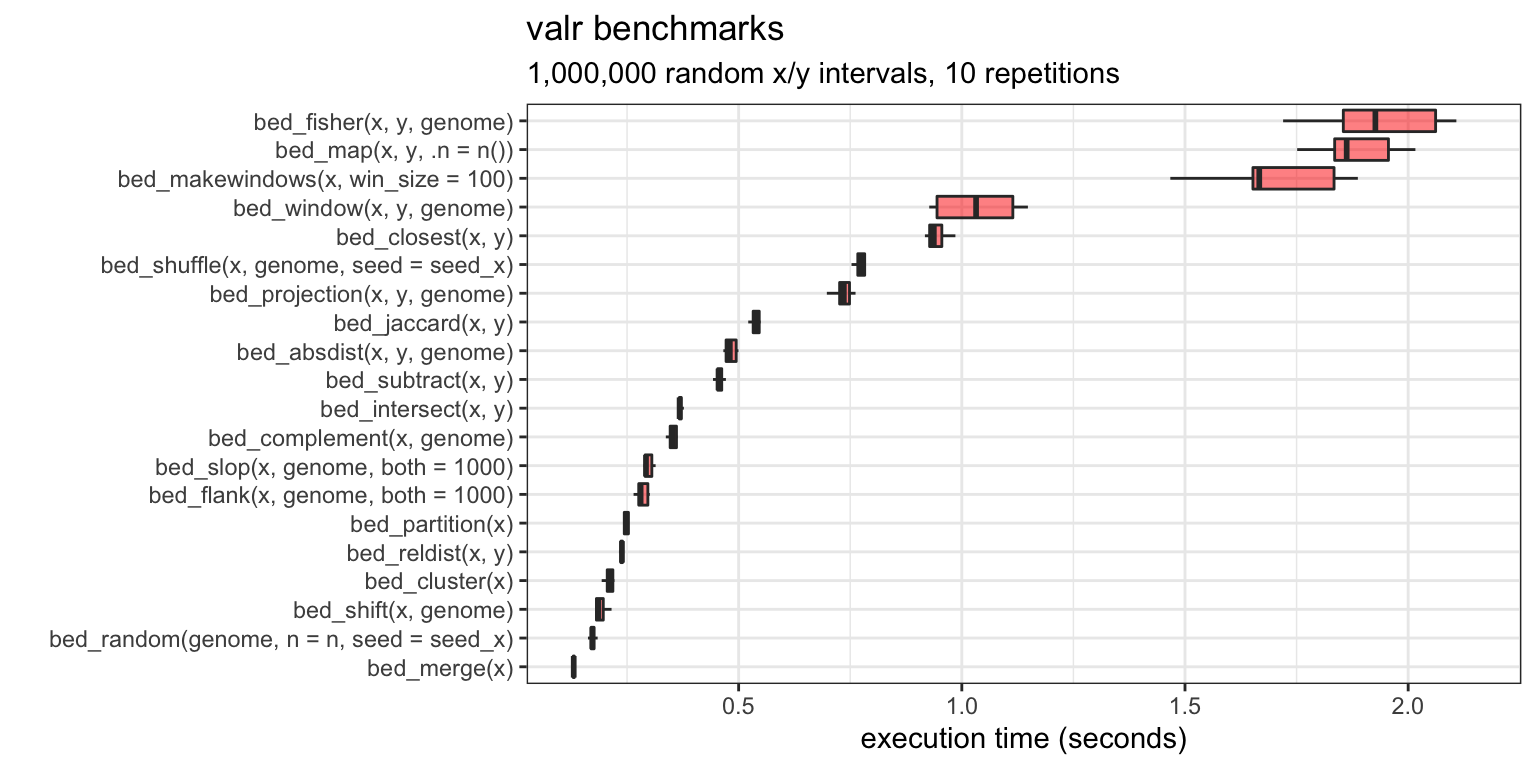 valr benchmarks
1,000,000 random x/y intervals, 10 repetitions
bed_fisher(x, y, genome)
bed_map(x, y, .n = n())
bed_makewindows(x, win_size = 100)
bed_window(x, y, genome)
bed_closest(x, y)
bed_shuffle(x, genome, seed = seed_x)
bed_projection(x, y, genome)
bed_jaccard(x, y)
bed_absdist(x, y, genome)
bed_subtract(x, y)
bed_intersect(x, y)
bed_complement(x, genome)
bed_slop(x, genome, both = 1000)
bed_flank(x, genome, both = 1000)
bed_partition(x)
bed_reldist(x, y)
bed_cluster(x)
bed_shift(x, genome)
bed_random(genome, n = n, seed = seed_x)
bed_merge(x)
0.5 1.0 1.5 2.0
execution time (seconds)